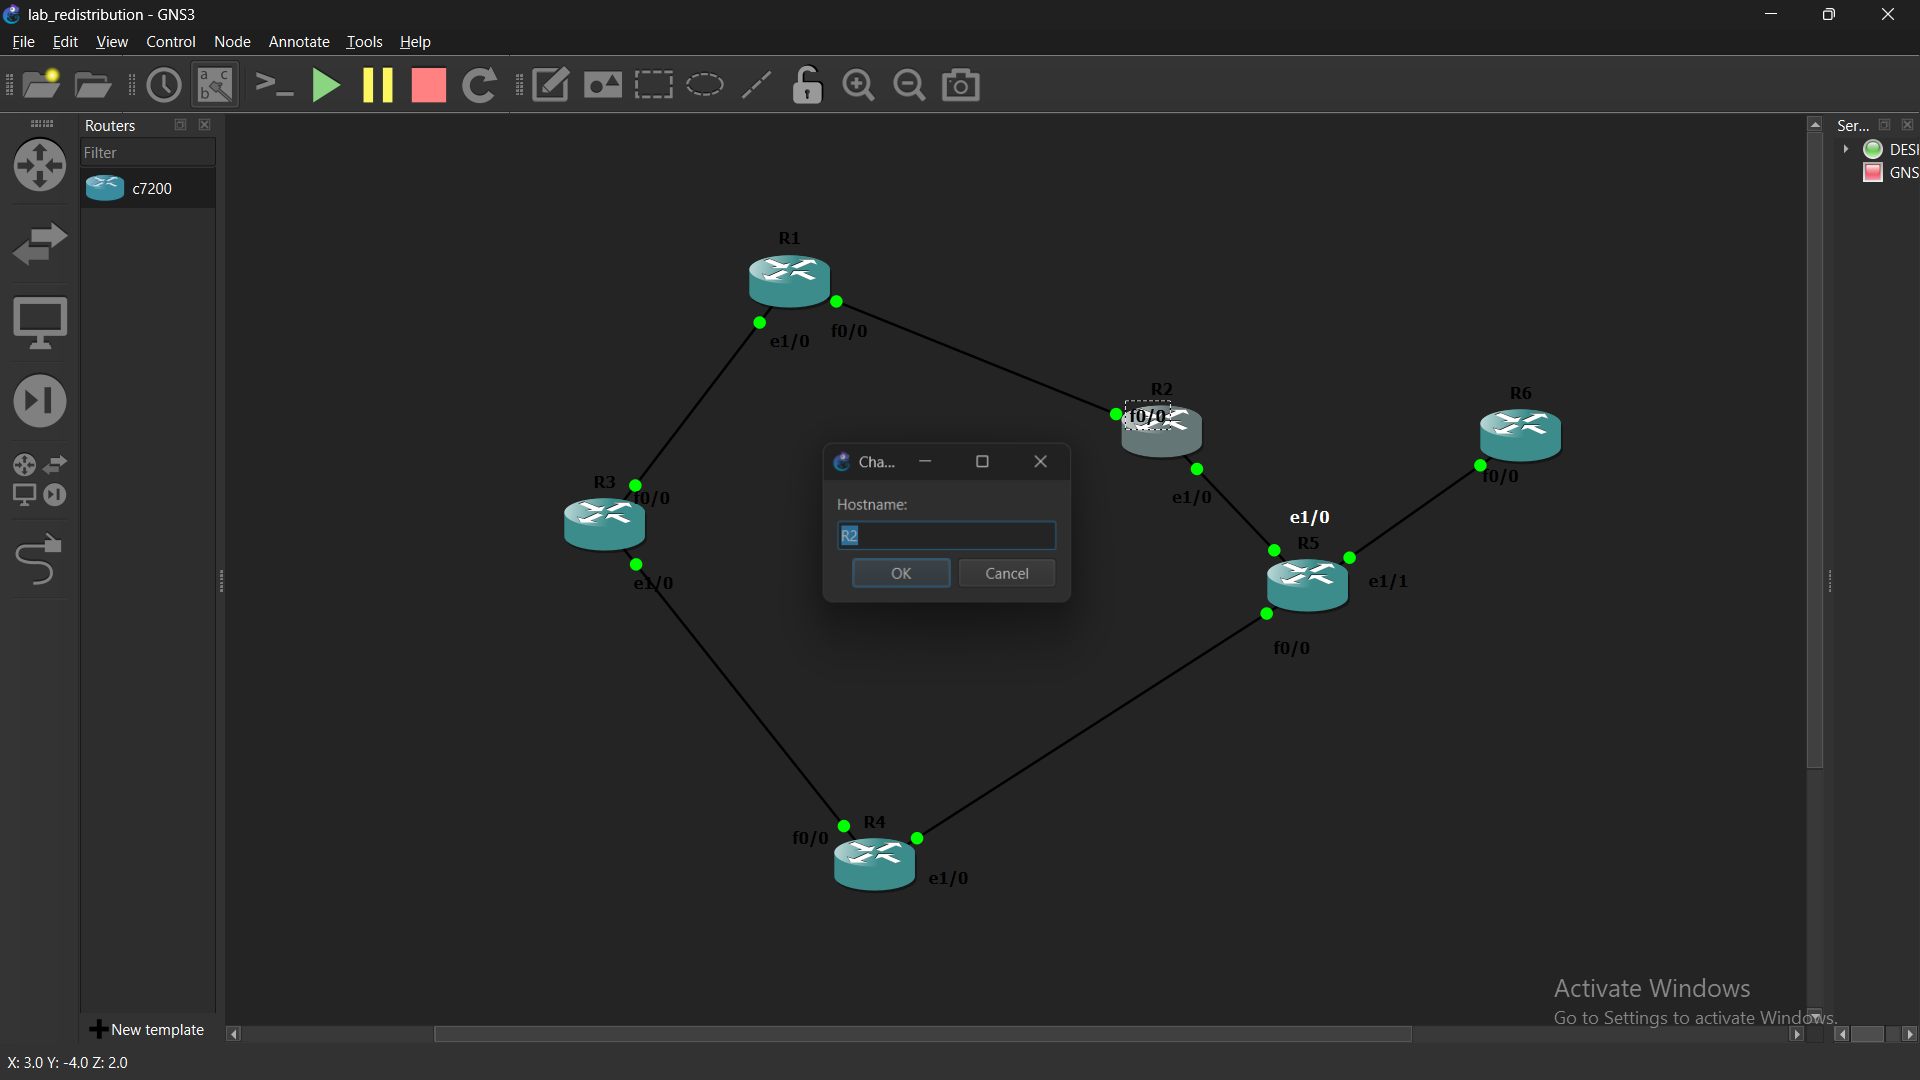 lab_redistribution - GNS3
File Edit View Control Node Annotate Tools Help
Routers
Filter
c7200
New template
R1
e1/0
f0/0
R2
f0/0
e1/0
R6
f0/0
R3
f0/0
e1/0
Cha...
Hostname:
R2
OK
Cancel
e1/0
R5
e1/1
f0/0
R4
f0/0
e1/0
Ser...
DESI
GNS
Activate Windows
Go to Settings to activate Windows.
X: 3.0 Y: -4.0 Z: 2.0